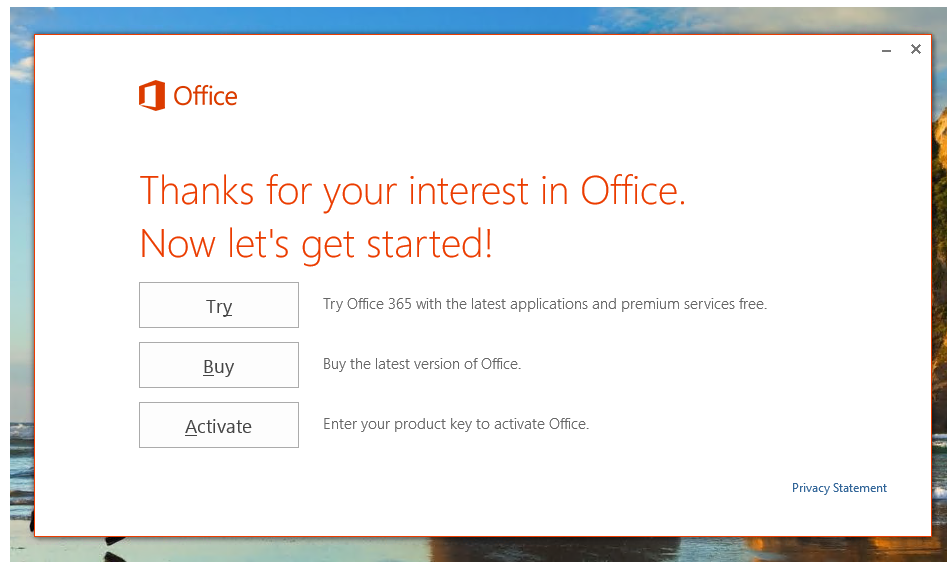 Office
Thanks for your interest in Office.
Now let's get started!
Try
Try Office 365 with the latest applications and premium services free.
Buy
Buy the latest version of Office.
Activate
Enter your product key to activate Office.
Privacy Statement